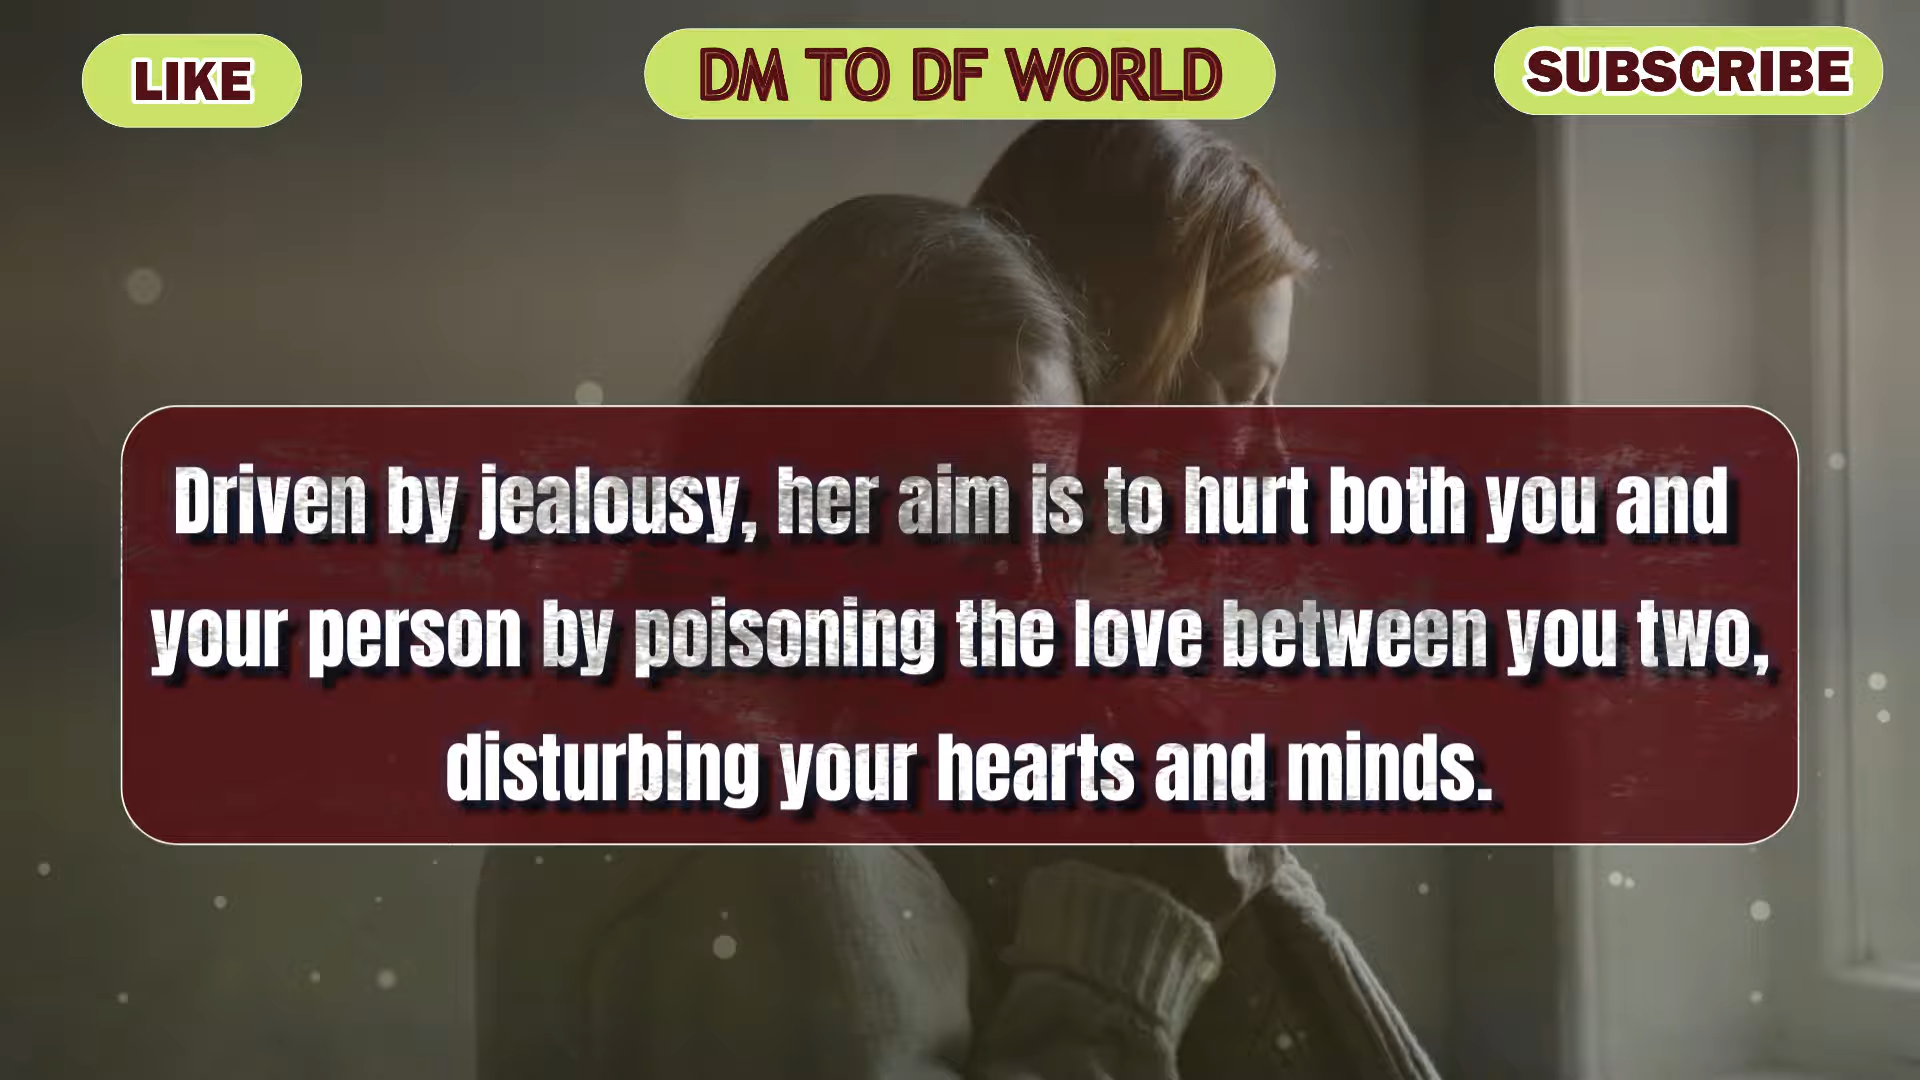 LIKE
DM TO DF WORLD
SUBSCRIBE
Driven by jealousy, her aim is to hurt both you and
your person by poisoning the love between you two,
disturbing your hearts and minds.